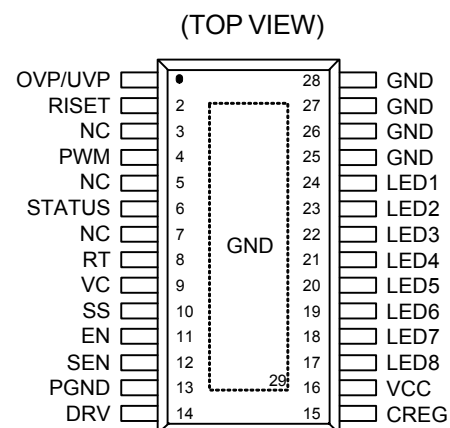 (TOP VIEW)
OVP/UVP 28 GND
RISET 2 27 GND
NC 3 26 GND
PWM 4 25 GND
NC 5 24 LED1
STATUS 6 23 LED2
NC 7 22 LED3
GND
RT 8 21 LED4
VC 9 20 LED5
SS 10 19 LED6
EN 11 18 LED7
SEN 12 17 LED8
PGND 13 29 16 VCC
DRV 14 15 CREG